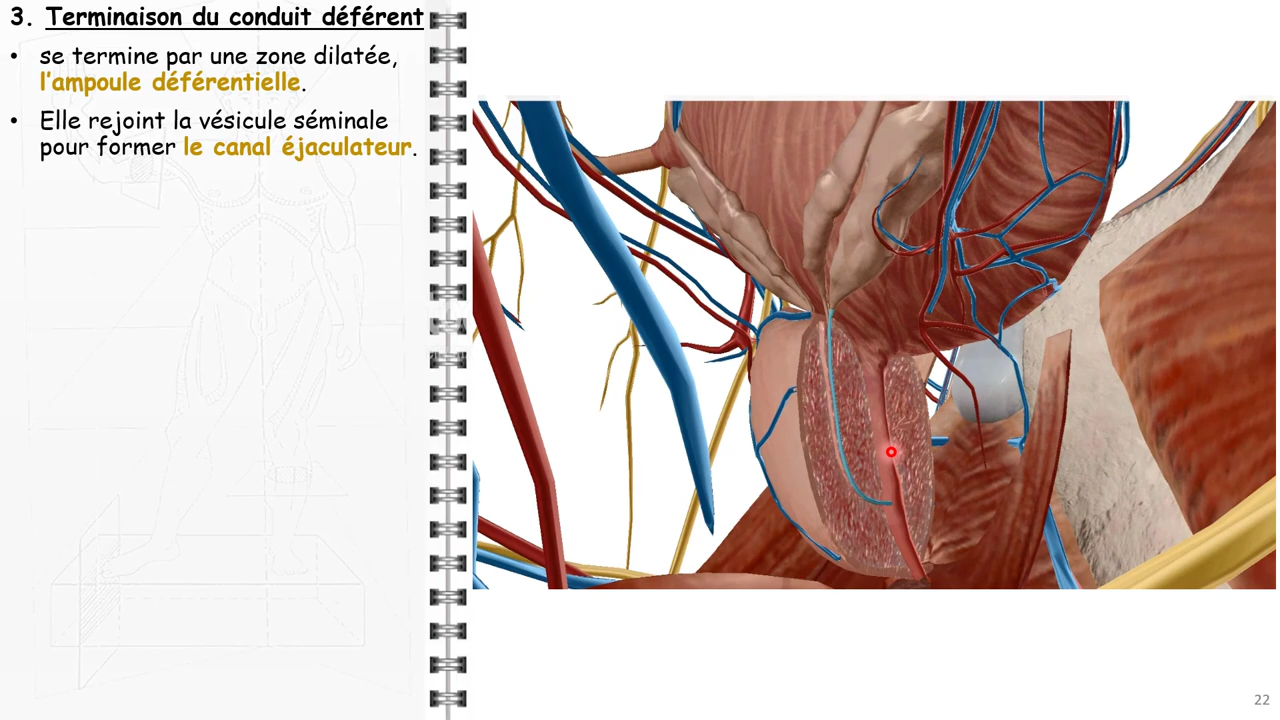 3. Terminaison du conduit déférent
• se termine par une zone dilatée,
l’ampoule déférentielle.
• Elle rejoint la vésicule séminale
pour former le canal éjaculateur.
22